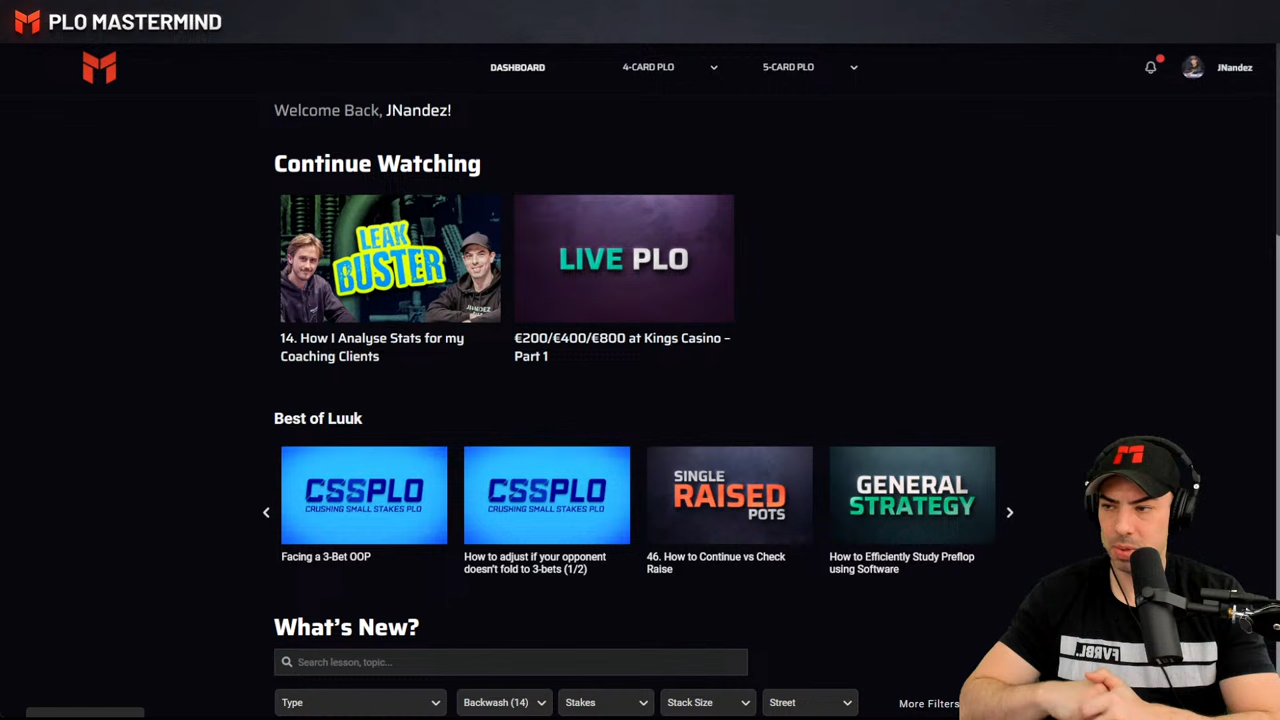 PLO MASTERMIND
DASHBOARD
4-CARD PLO
5-CARD PLO
JNandez
Welcome Back, JNandez!
Continue Watching
LEAK
BUSTER
JNANDEZ
LIVE PLO
14. How I Analyse Stats for my
Coaching Clients
€200/€400/€800 at Kings Casino –
Part 1
Best of Luuk
CSSPLO
CRUSHING SMALL STAKES PLO
CSSPLO
CRUSHING SMALL STAKES PLO
SINGLE
RAISED
POTS
GENERAL
STRATEGY
Facing a 3-Bet OOP
How to adjust if your opponent
doesn't fold to 3-bets (1/2)
46. How to Continue vs Check
Raise
How to Efficiently Study Preflop
using Software
What's New?
Search lesson, topic...
Type
Backwash (14)
Stakes
Stack Size
Street
More Filters
FVRBL.